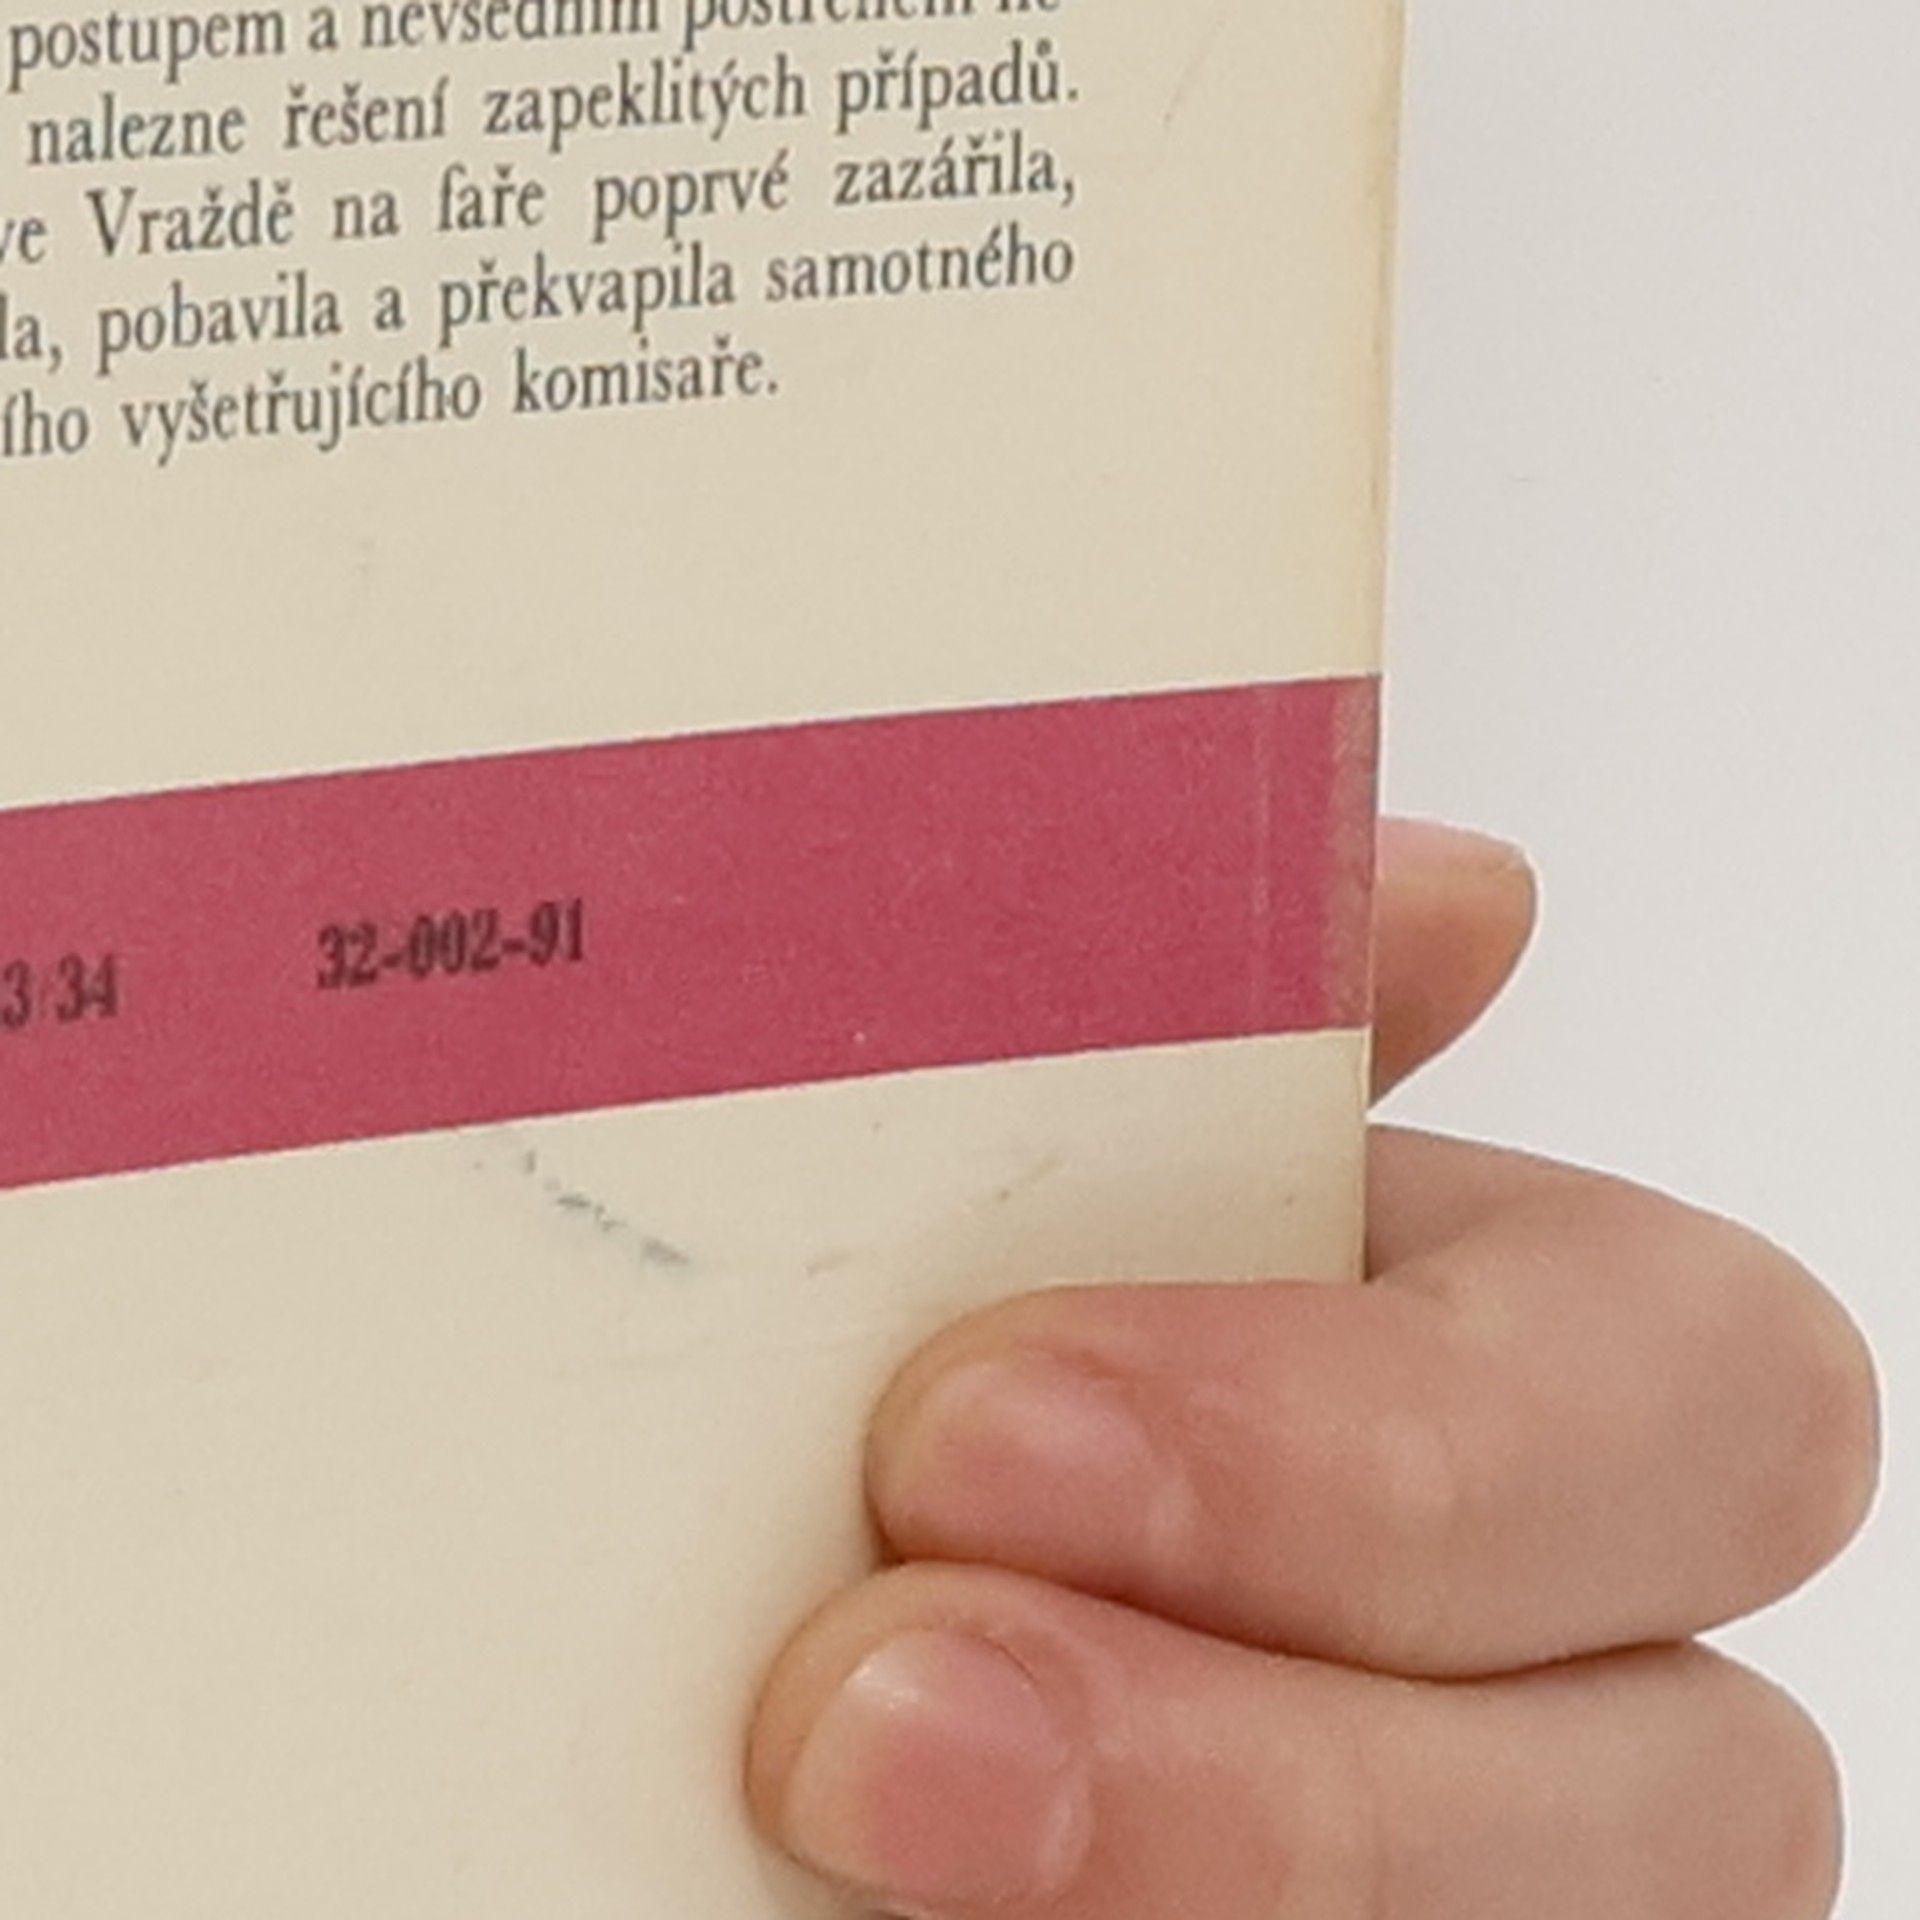 postupem a nevšedním postřehem
nalezne řešení zapeklitých případů.
ve Vraždě na faře poprvé zazářila,
la, pobavila a překvapila samotného
ího vyšetřujícího komisaře.
3/34 32-002-91